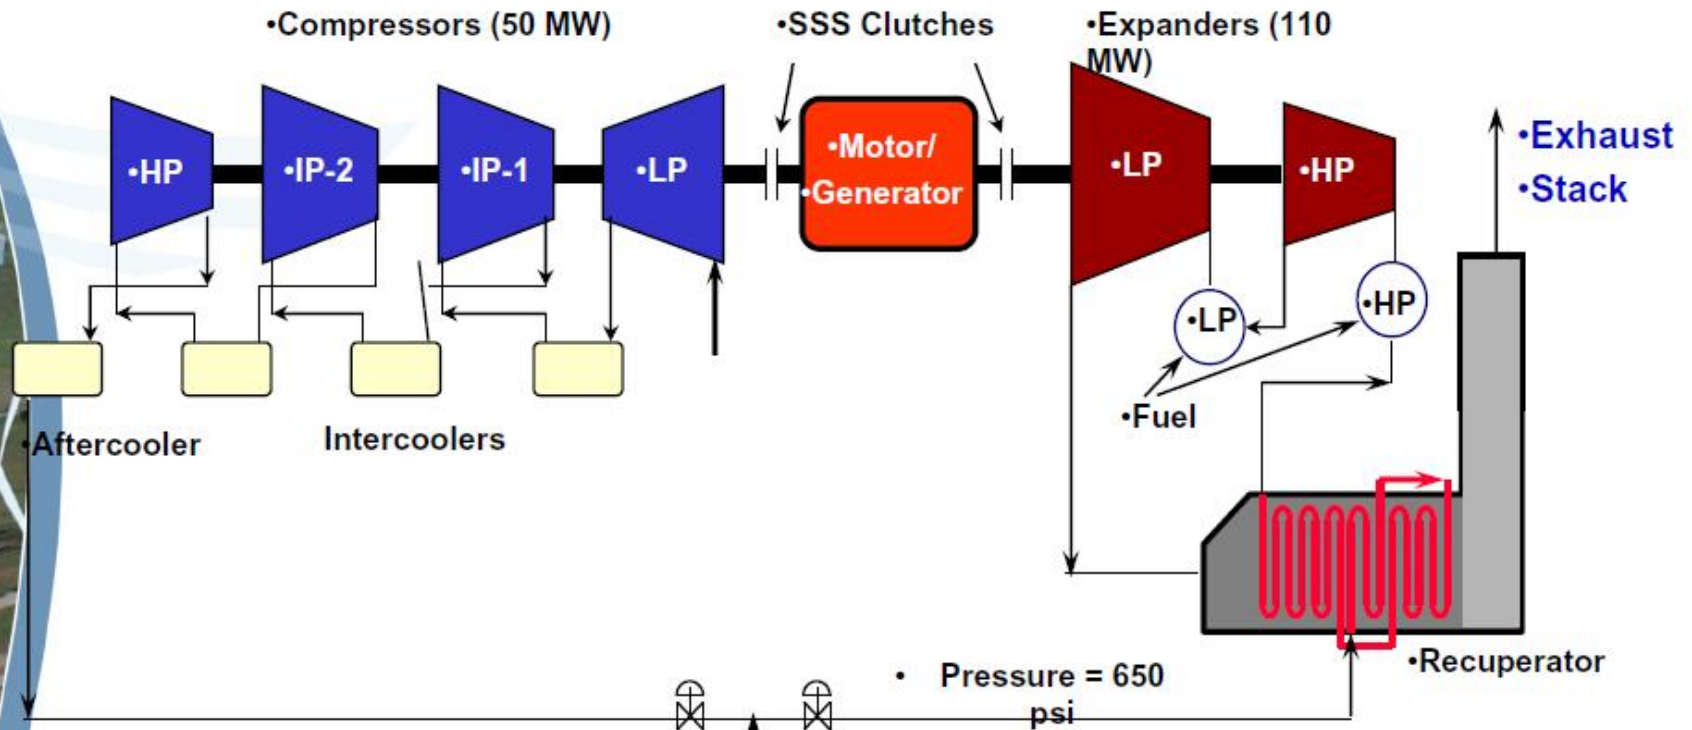 •Compressors (50 MW)
•SSS Clutches
•Expanders (110
MW)
•HP
•IP-2
•IP-1
•LP
•Motor/
•Generator
•LP
•HP
•Exhaust
•Stack
•LP
•HP
•Fuel
•Aftercooler
Intercoolers
•Recuperator
• Pressure = 650
psi